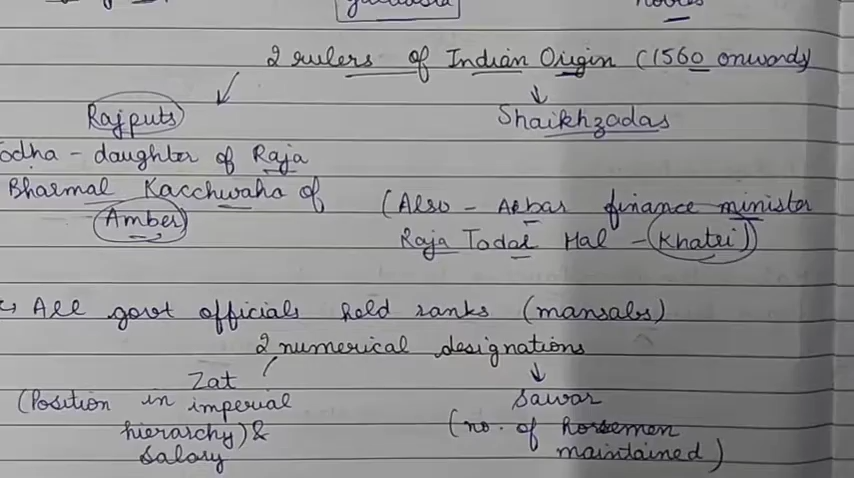 2 rulers of Indian Origin (1560 onwards)
Rajputs
Shaikhzadas
odha - daughter of Raja
Bharmal Kacchwaha of
Amber
(Also - Akbar finance minister
Raja Todal Mal - Khatri)
All govt officials held ranks (mansabs)
2 numerical designations
Zat
(Position in imperial
hierarchy) &
salary
Sawar
(no. of horsemen
maintained)